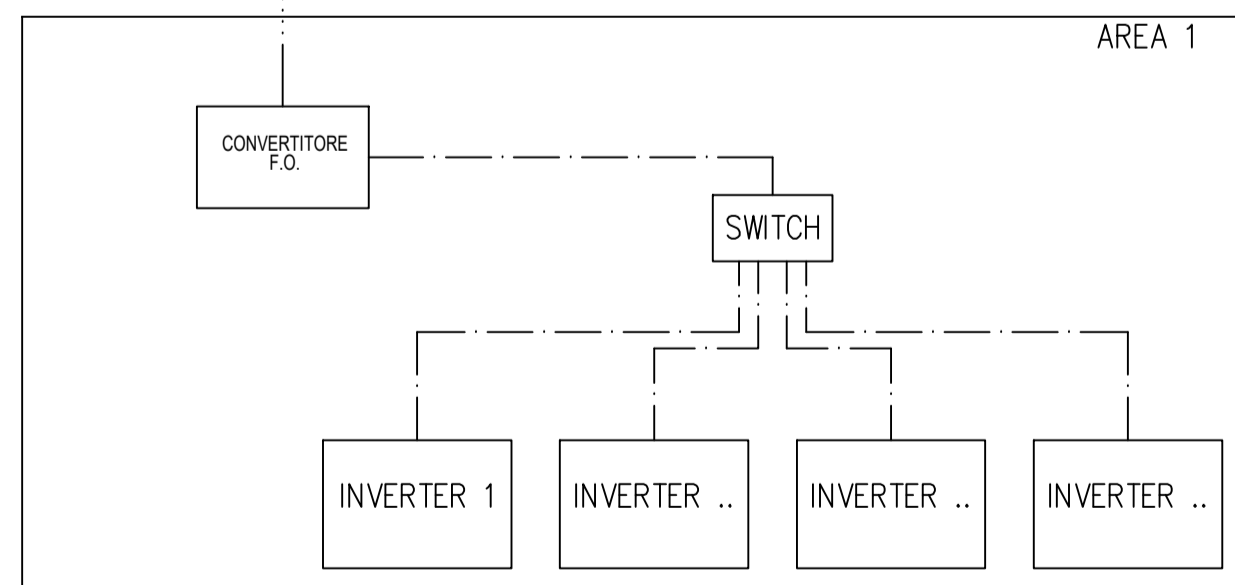 AREA 1
CONVERTITORE
F.O.
SWITCH
INVERTER 1
INVERTER ..
INVERTER ..
INVERTER ..